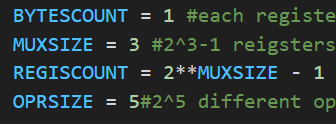 BYTESCOUNT = 1 #each registe
MUXSIZE = 3 #2^3-1 reigsters
REGISCOUNT = 2**MUXSIZE - 1
OPRSIZE = 5#2^5 different op